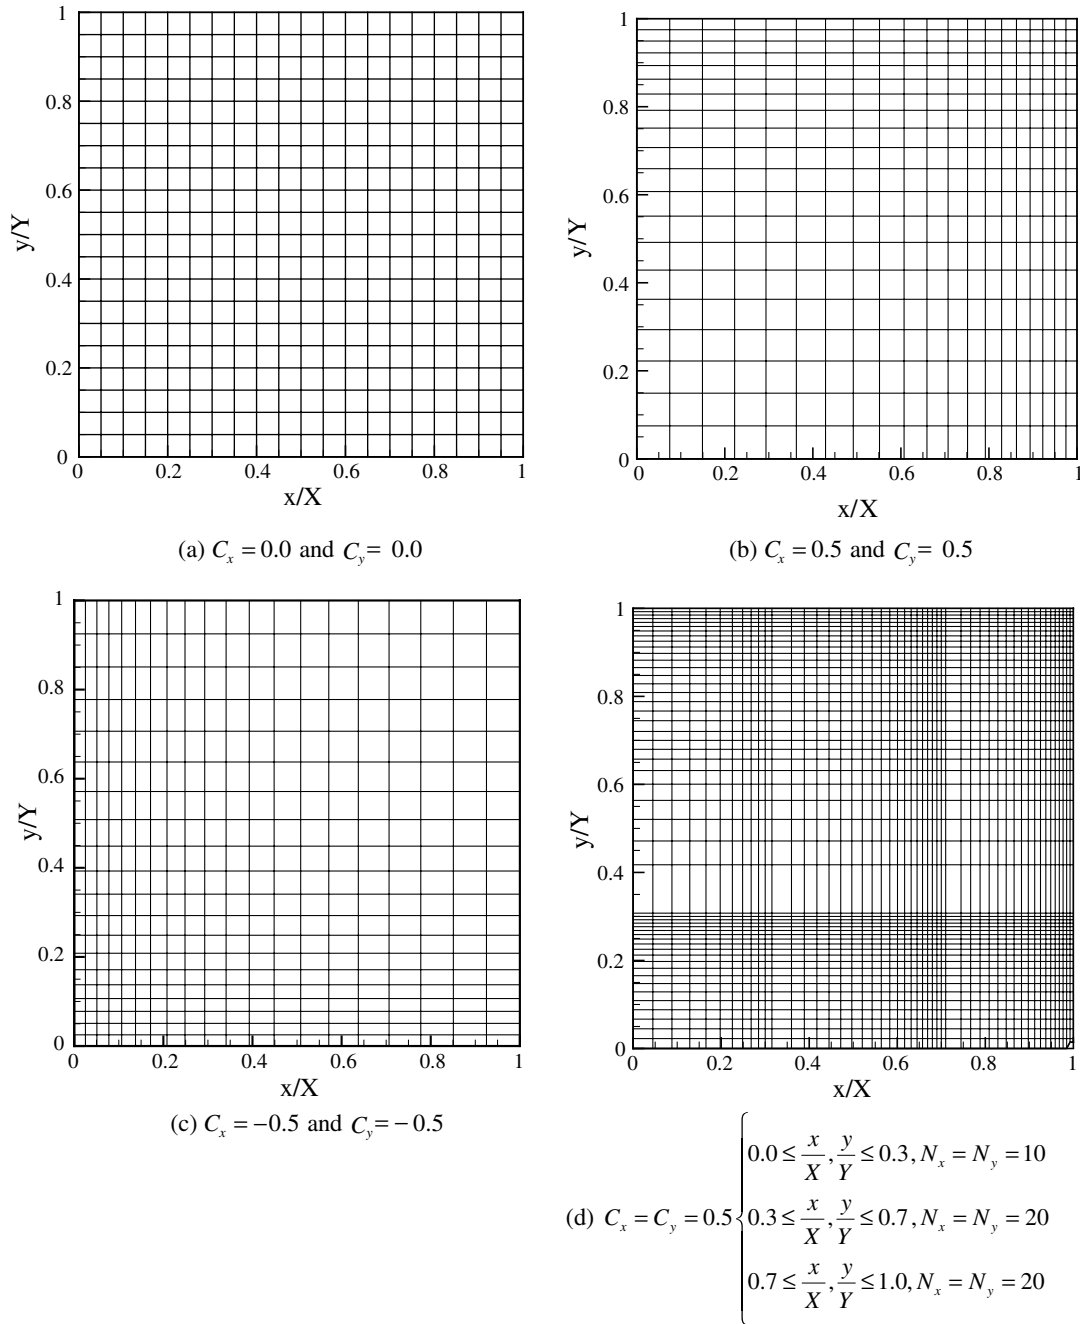 1
0.8
0.6
0.4
0.2
0
y/Y
0 0.2 0.4 0.6 0.8 1
x/X
(a) C_x = 0.0 and C_y = 0.0
1
0.8
0.6
0.4
0.2
0
y/Y
0 0.2 0.4 0.6 0.8 1
x/X
(b) C_x = 0.5 and C_y = 0.5
1
0.8
0.6
0.4
0.2
0
y/Y
0 0.2 0.4 0.6 0.8 1
x/X
(c) C_x = −0.5 and C_y = −0.5
1
0.8
0.6
0.4
0.2
0
y/Y
0 0.2 0.4 0.6 0.8 1
x/X
0.0 ≤ x/X, y/Y ≤ 0.3, N_x = N_y = 10
(d) C_x = C_y = 0.5 { 0.3 ≤ x/X, y/Y ≤ 0.7, N_x = N_y = 20
0.7 ≤ x/X, y/Y ≤ 1.0, N_x = N_y = 20